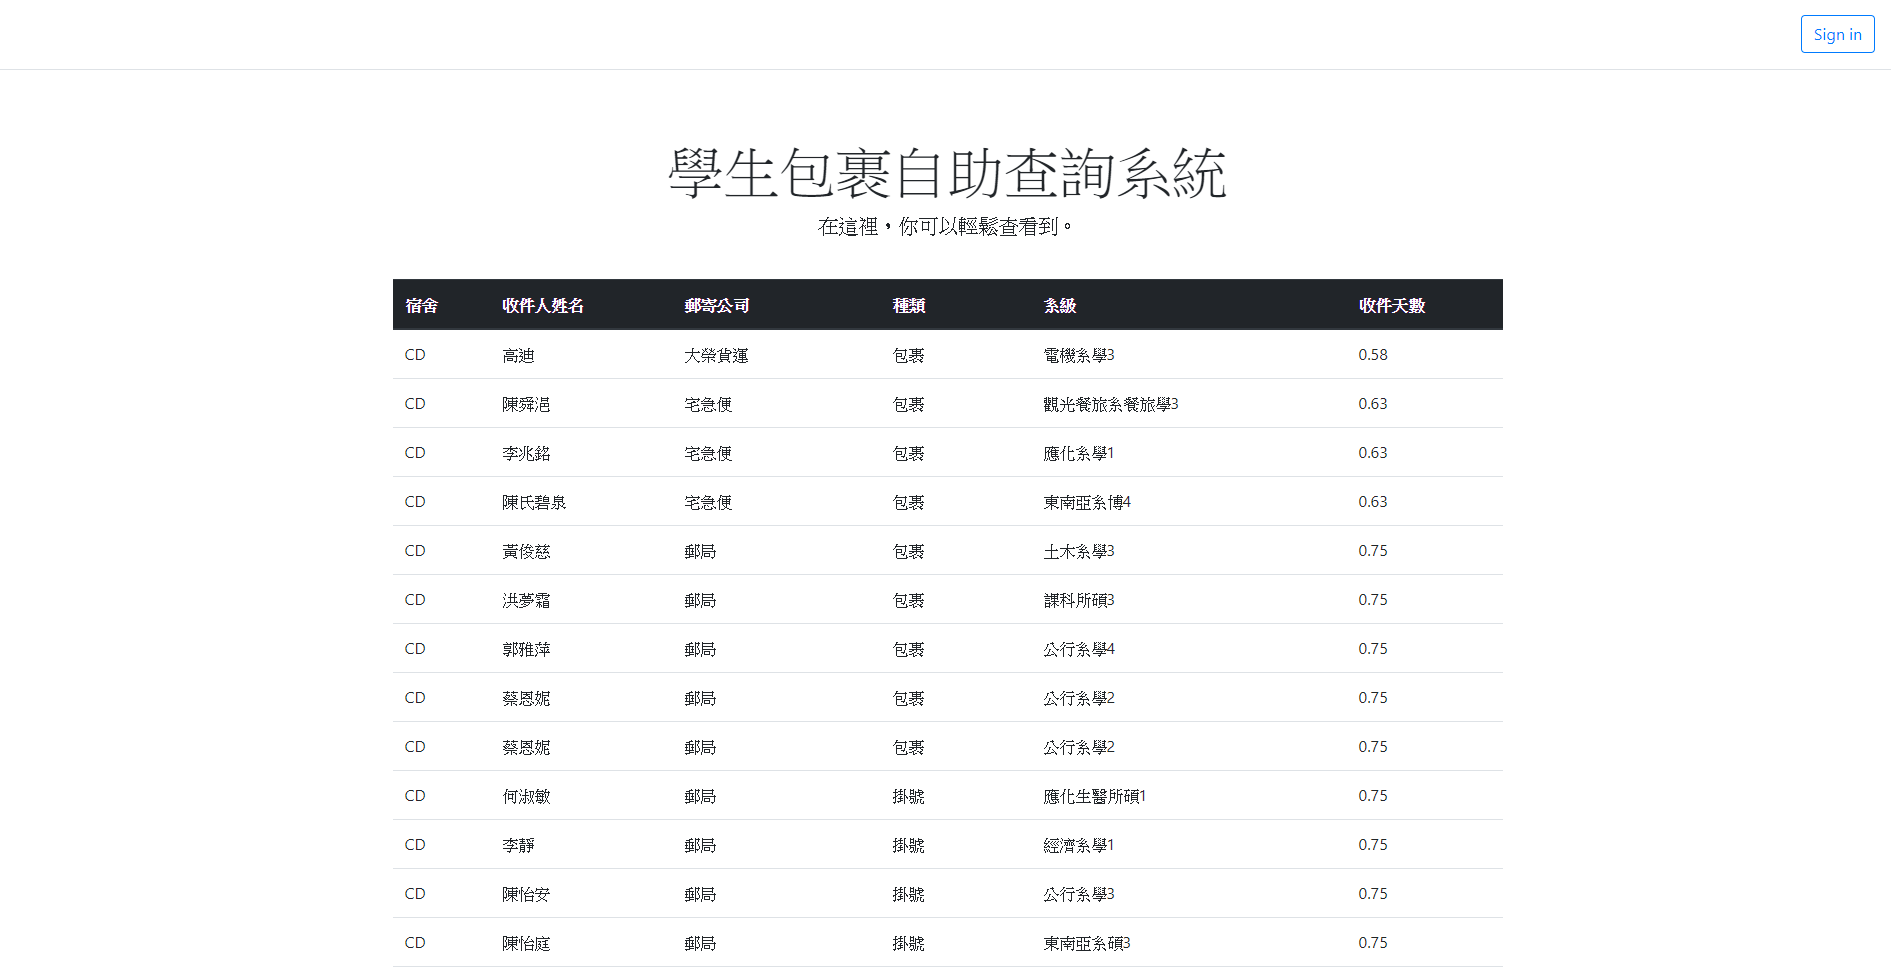 Sign in
學生包裹自助查詢系統
在這裡，你可以輕鬆查看到。
宿舍 收件人姓名 郵寄公司 種類 系級 收件天數
CD 高迪 大榮貨運 包裹 電機系學3 0.58
CD 陳舜浥 宅急便 包裹 觀光餐旅系餐旅學3 0.63
CD 李兆銘 宅急便 包裹 應化系學1 0.63
CD 陳氏碧泉 宅急便 包裹 東南亞系博4 0.63
CD 黃俊慈 郵局 包裹 土木系學3 0.75
CD 洪夢霜 郵局 包裹 課科所碩3 0.75
CD 郭雅萍 郵局 包裹 公行系學4 0.75
CD 蔡恩妮 郵局 包裹 公行系學2 0.75
CD 蔡恩妮 郵局 包裹 公行系學2 0.75
CD 何淑敏 郵局 掛號 應化生醫所碩1 0.75
CD 李靜 郵局 掛號 經濟系學1 0.75
CD 陳怡安 郵局 掛號 公行系學3 0.75
CD 陳怡庭 郵局 掛號 東南亞系碩3 0.75